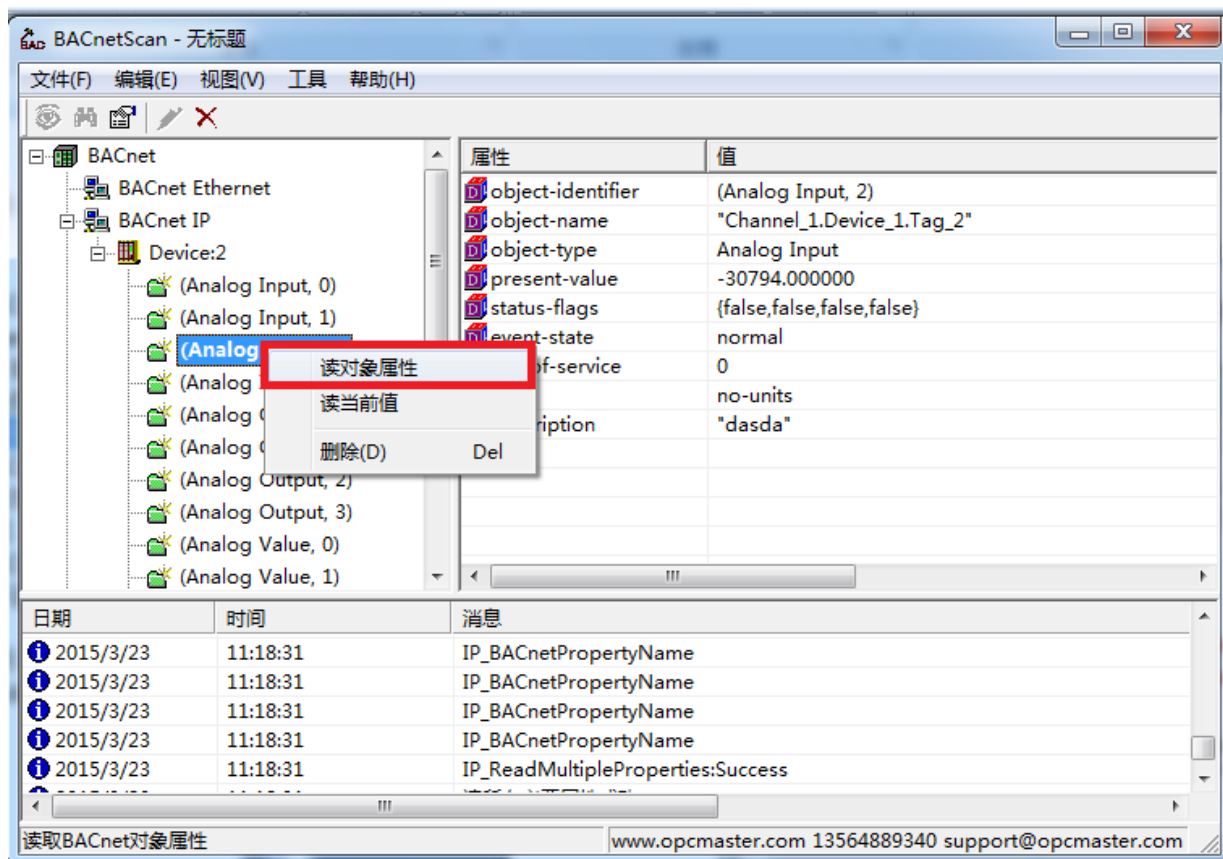 BACnetScan - 无标题
文件(F) 编辑(E) 视图(V) 工具 帮助(H)
BACnet
BACnet Ethernet
BACnet IP
Device:2
(Analog Input, 0)
(Analog Input, 1)
(Analog
(Analog
(Analog
(Analog
(Analog Output, 2)
(Analog Output, 3)
(Analog Value, 0)
(Analog Value, 1)
读对象属性
读当前值
删除(D) Del
属性 值
object-identifier (Analog Input, 2)
object-name "Channel_1.Device_1.Tag_2"
object-type Analog Input
present-value -30794.000000
status-flags {false,false,false,false}
event-state normal
of-service 0
no-units
ription "dasda"
日期 时间 消息
2015/3/23 11:18:31 IP_BACnetPropertyName
2015/3/23 11:18:31 IP_BACnetPropertyName
2015/3/23 11:18:31 IP_BACnetPropertyName
2015/3/23 11:18:31 IP_BACnetPropertyName
2015/3/23 11:18:31 IP_ReadMultipleProperties:Success
读取BACnet对象属性 www.opcmaster.com 13564889340 support@opcmaster.com